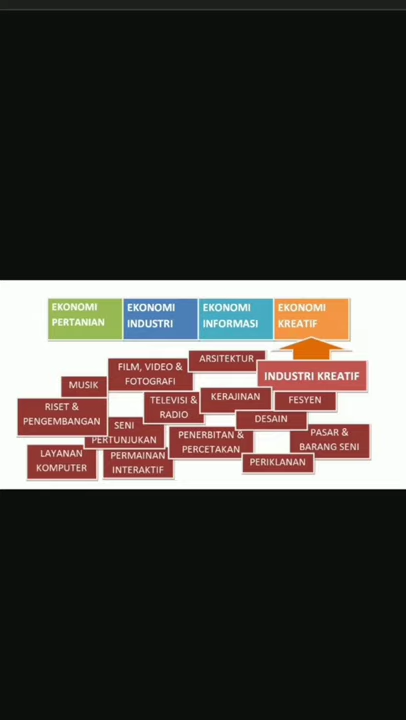 EKONOMI
PERTANIAN
EKONOMI
INDUSTRI
EKONOMI
INFORMASI
EKONOMI
KREATIF
ARSITEKTUR
FILM, VIDEO &
FOTOGRAFI
INDUSTRI KREATIF
MUSIK
TELEVISI &
RADIO
KERAJINAN
FESYEN
RISET &
PENGEMBANGAN
DESAIN
SENI
PERTUNJUKAN
PENERBITAN &
PERCETAKAN
PASAR &
BARANG SENI
LAYANAN
KOMPUTER
PERMAINAN
INTERAKTIF
PERIKLANAN